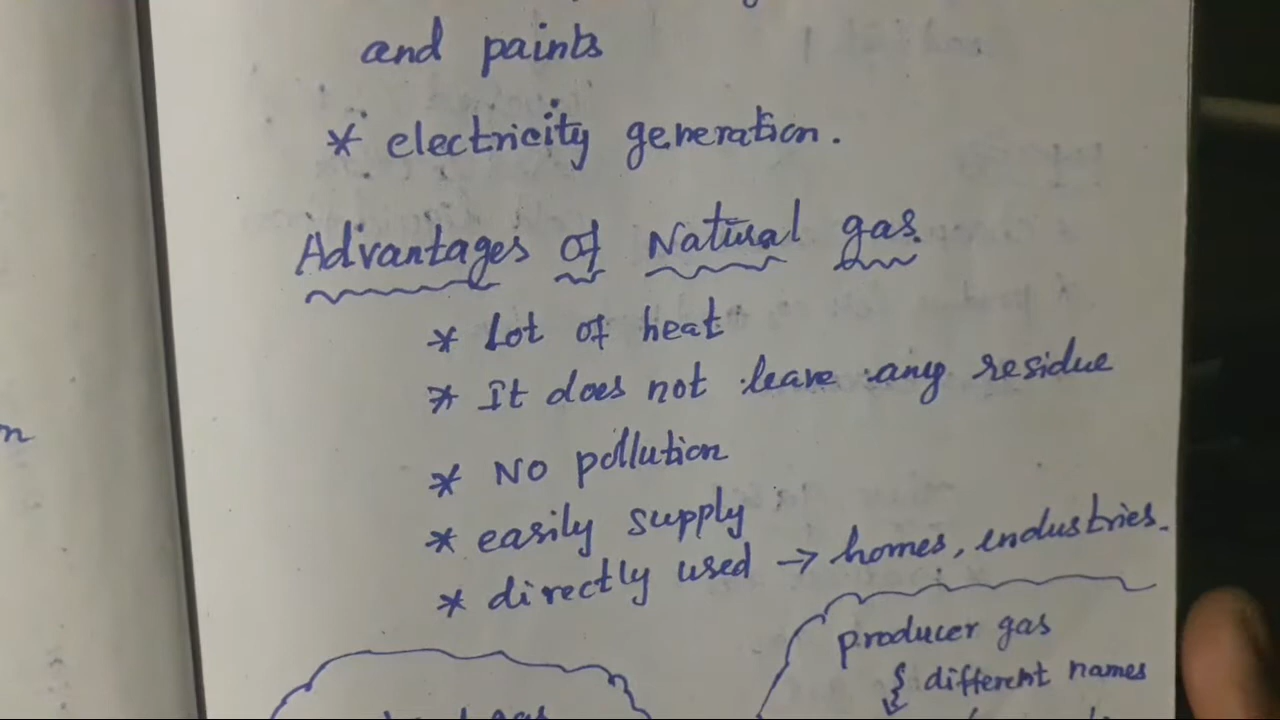 and paints
* electricity generation.
Advantages of Natural gas.
* Lot of heat
* It does not leave any residue
* No pollution
* easily supply
* directly used → homes, industries.
producer gas
different names
gas